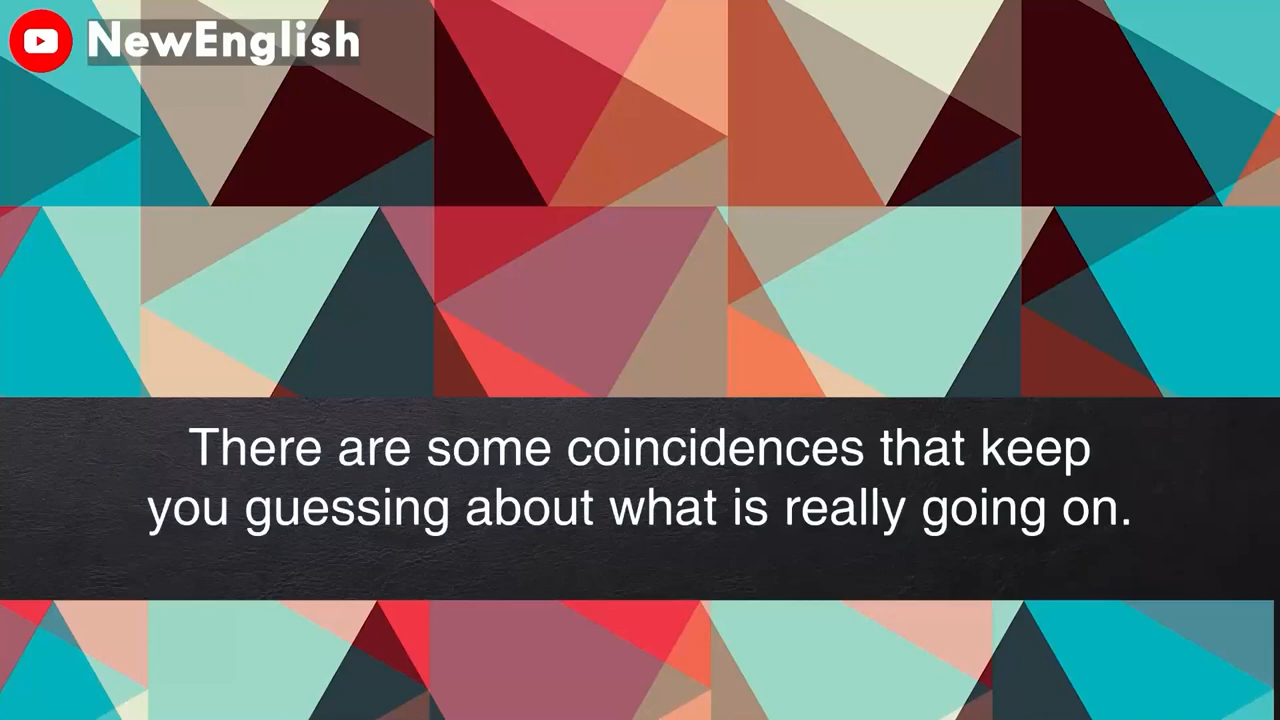 NewEnglish
There are some coincidences that keep
you guessing about what is really going on.